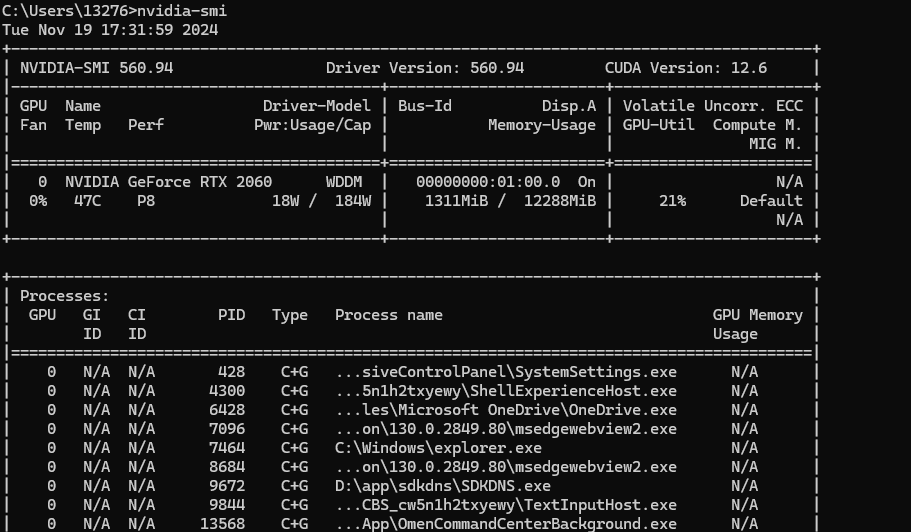 C:\Users\13276>nvidia-smi
Tue Nov 19 17:31:59 2024
NVIDIA-SMI 560.94 Driver Version: 560.94 CUDA Version: 12.6
GPU Name Driver-Model | Bus-Id Disp.A | Volatile Uncorr. ECC
Fan Temp Perf Pwr:Usage/Cap | Memory-Usage | GPU-Util Compute M.
MIG M.
0 NVIDIA GeForce RTX 2060 WDDM | 00000000:01:00.0 On | N/A
0% 47C P8 18W / 184W | 1311MiB / 12288MiB | 21% Default
N/A
Processes:
GPU GI CI PID Type Process name GPU Memory
ID ID Usage
0 N/A N/A 428 C+G ...siveControlPanel\SystemSettings.exe N/A
0 N/A N/A 4300 C+G ...5n1h2txyewy\ShellExperienceHost.exe N/A
0 N/A N/A 6428 C+G ...les\Microsoft OneDrive\OneDrive.exe N/A
0 N/A N/A 7096 C+G ...on\130.0.2849.80\msedgewebview2.exe N/A
0 N/A N/A 7464 C+G C:\Windows\explorer.exe N/A
0 N/A N/A 8684 C+G ...on\130.0.2849.80\msedgewebview2.exe N/A
0 N/A N/A 9672 C+G D:\app\sdkdns\SDKDNS.exe N/A
0 N/A N/A 9844 C+G ...CBS_cw5n1h2txyewy\TextInputHost.exe N/A
0 N/A N/A 13568 C+G ...App\OmenCommandCenterBackground.exe N/A